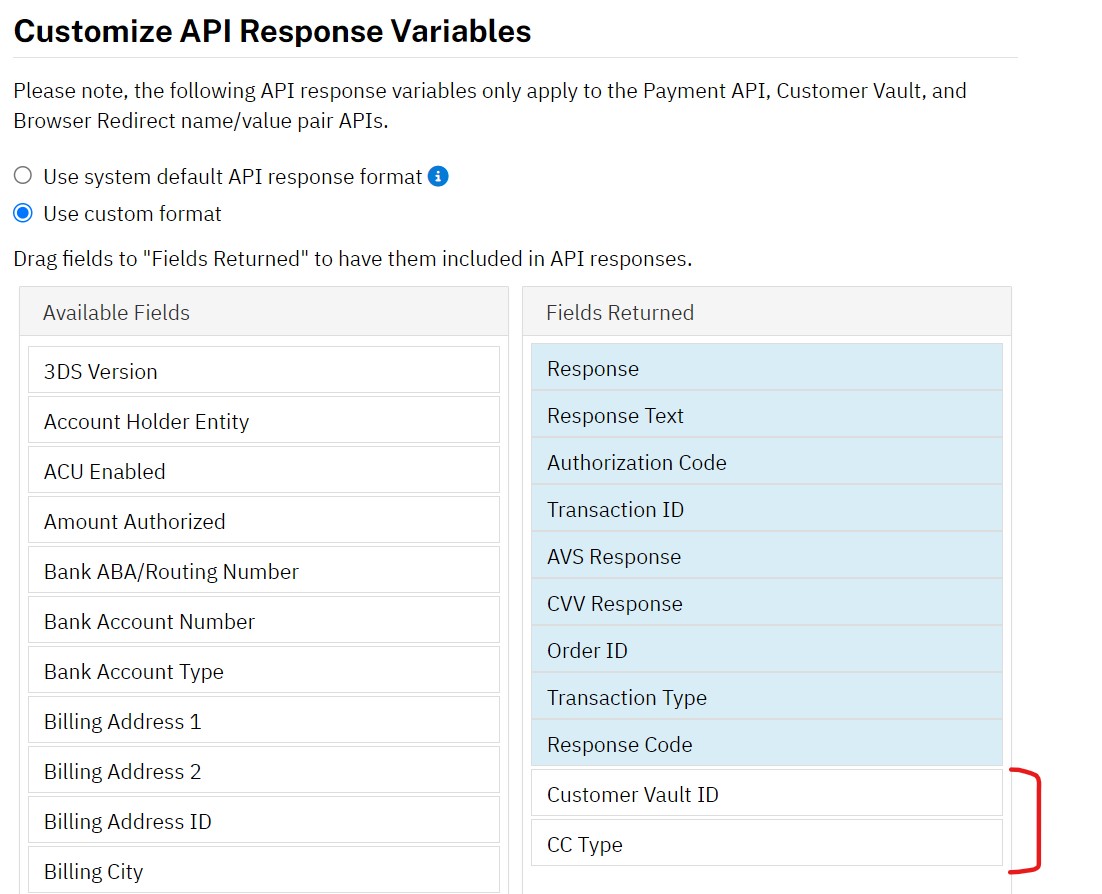 Customize API Response Variables
Please note, the following API response variables only apply to the Payment API, Customer Vault, and
Browser Redirect name/value pair APIs.
Use system default API response format
Use custom format
Drag fields to "Fields Returned" to have them included in API responses.
Available Fields
3DS Version
Account Holder Entity
ACU Enabled
Amount Authorized
Bank ABA/Routing Number
Bank Account Number
Bank Account Type
Billing Address 1
Billing Address 2
Billing Address ID
Billing City
Fields Returned
Response
Response Text
Authorization Code
Transaction ID
AVS Response
CVV Response
Order ID
Transaction Type
Response Code
Customer Vault ID
CC Type